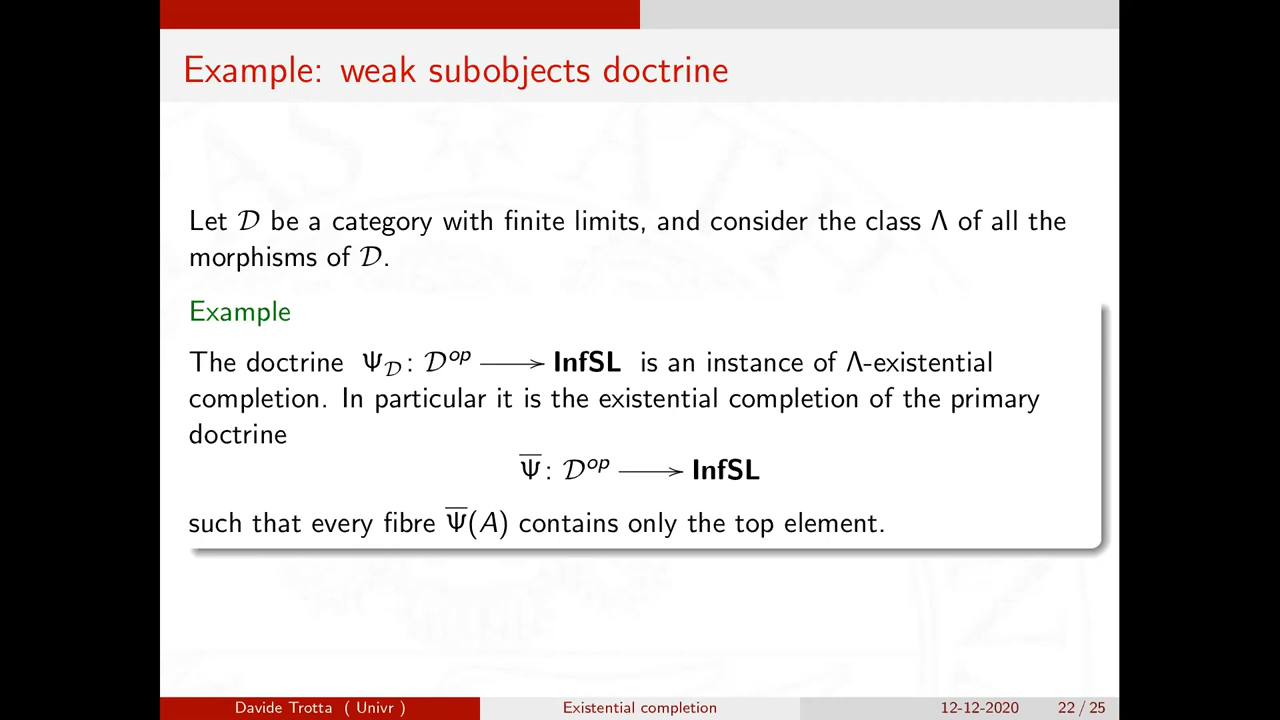 Example: weak subobjects doctrine
Let 𝒟 be a category with finite limits, and consider the class Λ of all the
morphisms of 𝒟.
Example
The doctrine Ψ_𝒟 : 𝒟^op ⟶ InfSL is an instance of Λ-existential
completion. In particular it is the existential completion of the primary
doctrine
Ψ̅ : 𝒟^op ⟶ InfSL
such that every fibre Ψ̅(A) contains only the top element.
Davide Trotta ( Univr ) Existential completion 12-12-2020 22 / 25